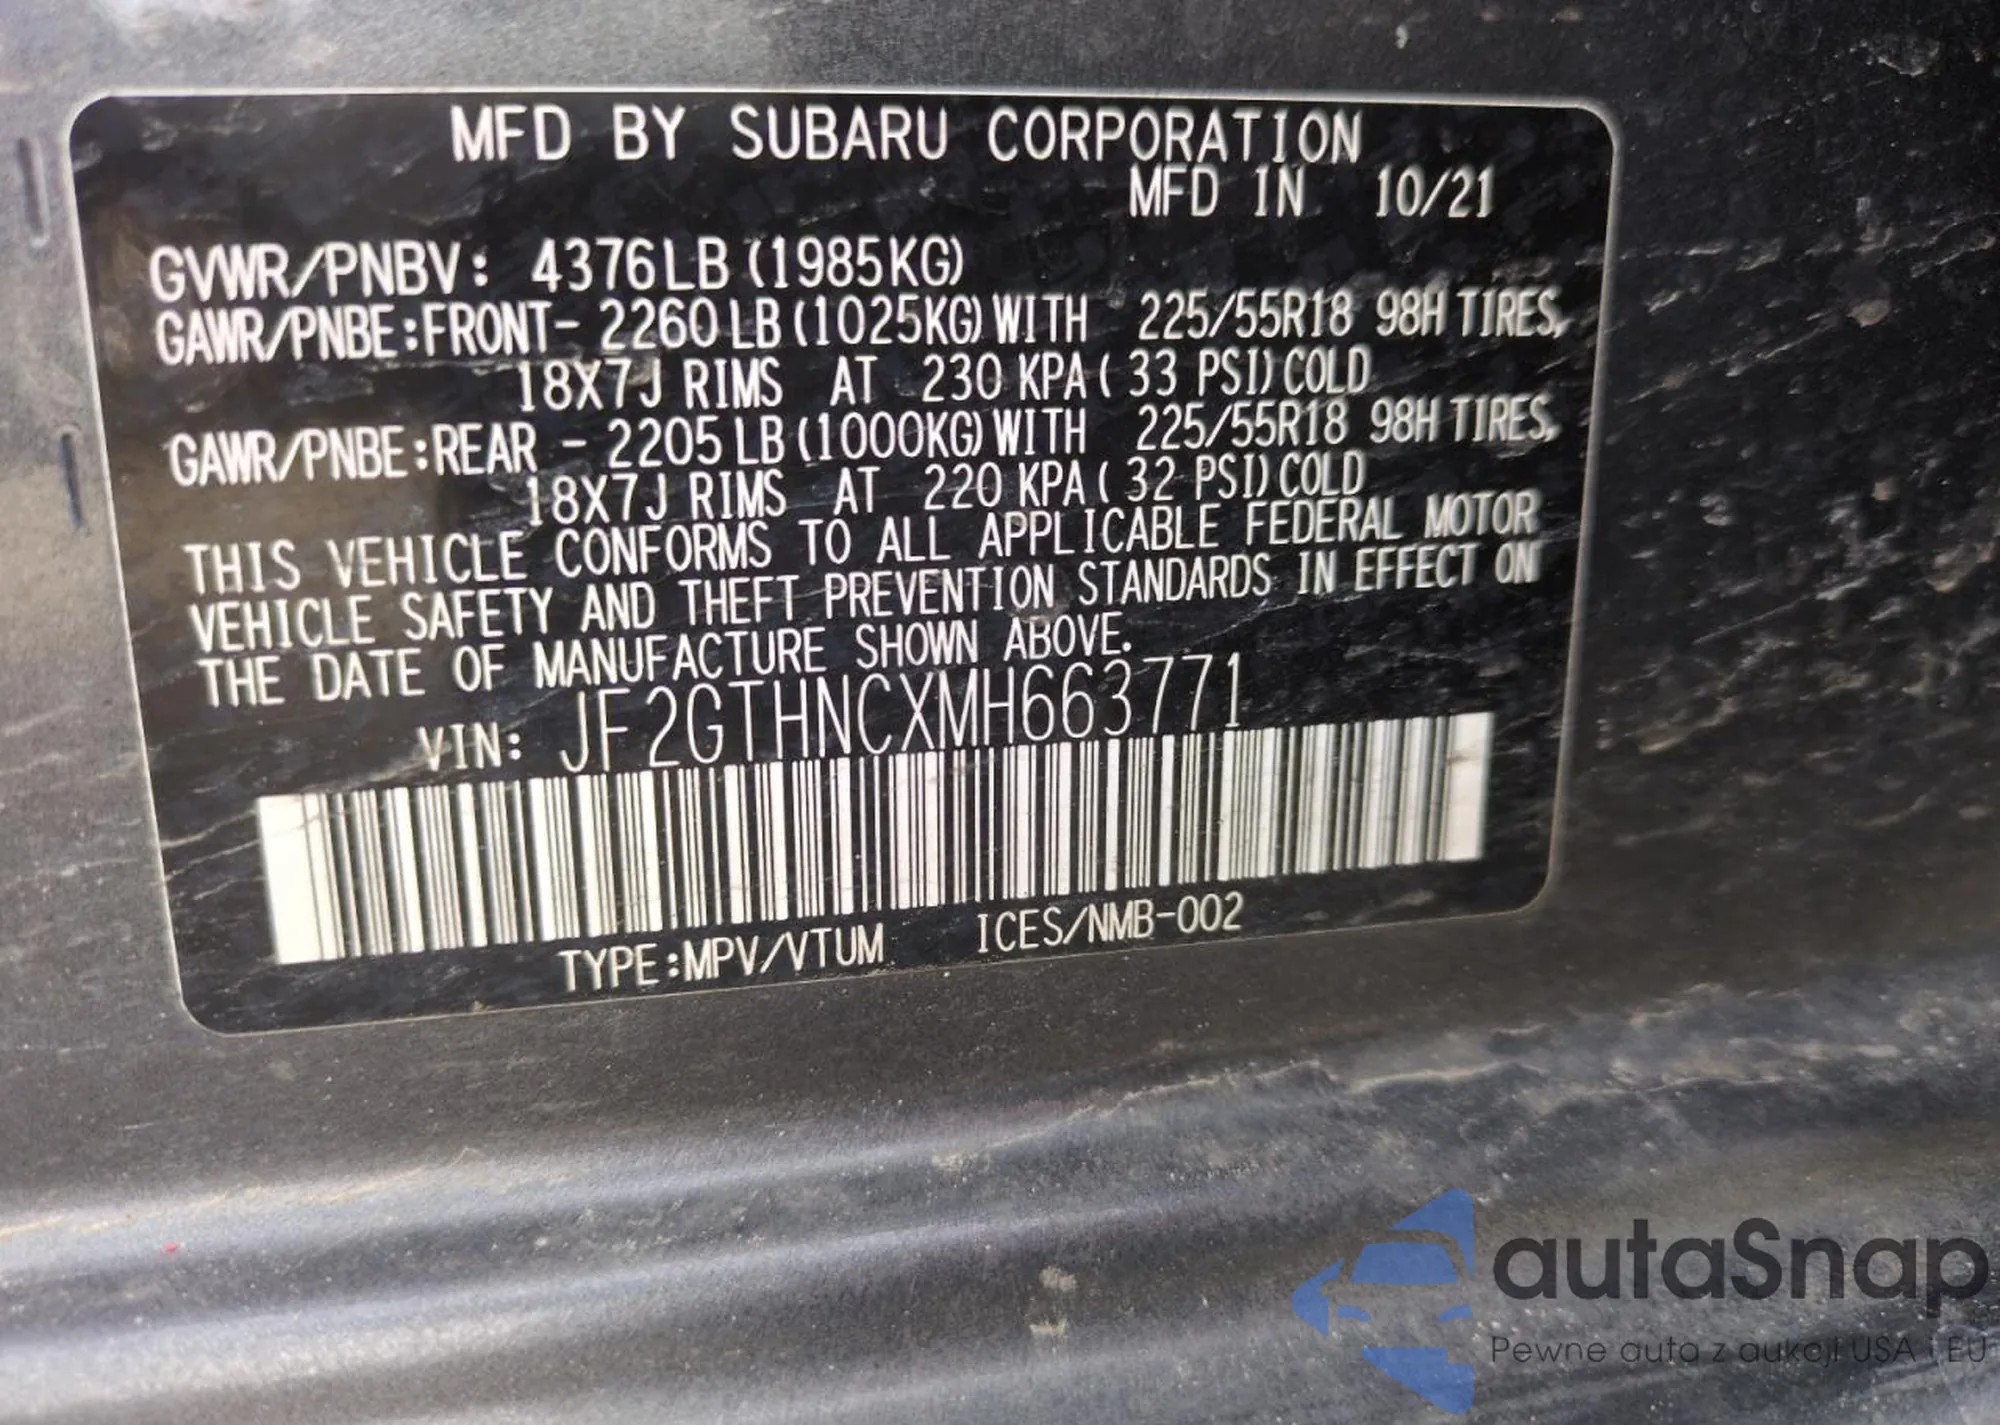 MFD BY SUBARU CORPORATION
MFD IN 10/21
GVWR/PNBV: 4376LB (1985KG)
GAWR/PNBE:FRONT- 2260LB (1025KG) WITH 225/55R18 98H TIRES,
18X7J RIMS AT 230 KPA ( 33 PSI) COLD
GAWR/PNBE:REAR - 2205LB (1000KG) WITH 225/55R18 98H TIRES,
18X7J RIMS AT 220 KPA ( 32 PSI) COLD
THIS VEHICLE CONFORMS TO ALL APPLICABLE FEDERAL MOTOR
VEHICLE SAFETY AND THEFT PREVENTION STANDARDS IN EFFECT ON
THE DATE OF MANUFACTURE SHOWN ABOVE.
VIN: JF2GTHNCXMH663771
TYPE:MPV/VTUM ICES/NMB-002
autaSnap
Pewne auta z aukcji USA i EU